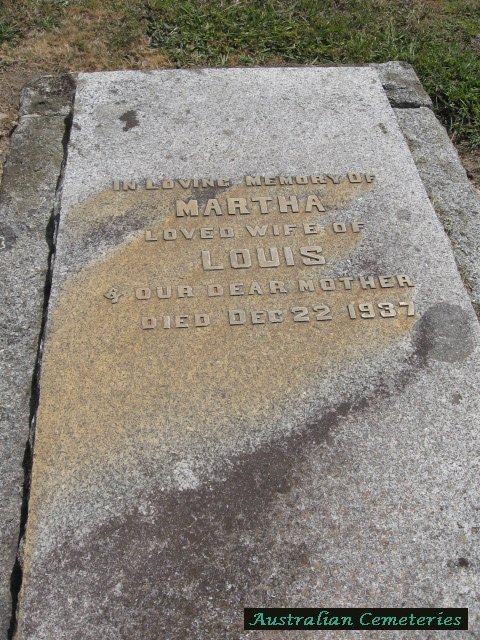 IN LOVING MEMORY OF
MARTHA
LOVED WIFE OF
LOUIS
& OUR DEAR MOTHER
DIED DEC 22 1937
Australian Cemeteries